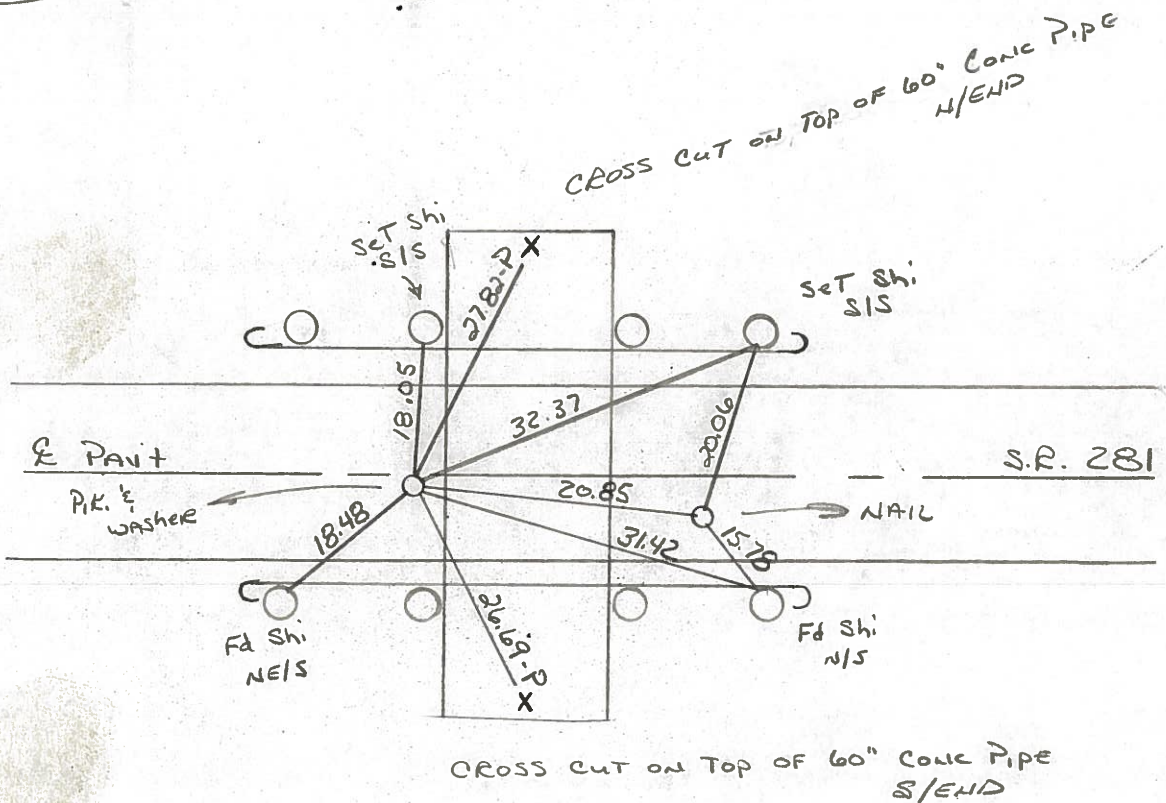 CROSS CUT ON TOP OF 60" CONC PIPE
N/END
SET Shi
S/S
X
27.82-P
SET Shi
S/S
18.05
32.37
20.06
℄ PAV'T
S.R. 281
P.K. &
WASHER
20.85
NAIL
18.48
31.42
15.78
26.69-P
Fd Shi
NE/S
Fd Shi
N/S
X
CROSS CUT ON TOP OF 60" CONC PIPE
S/END